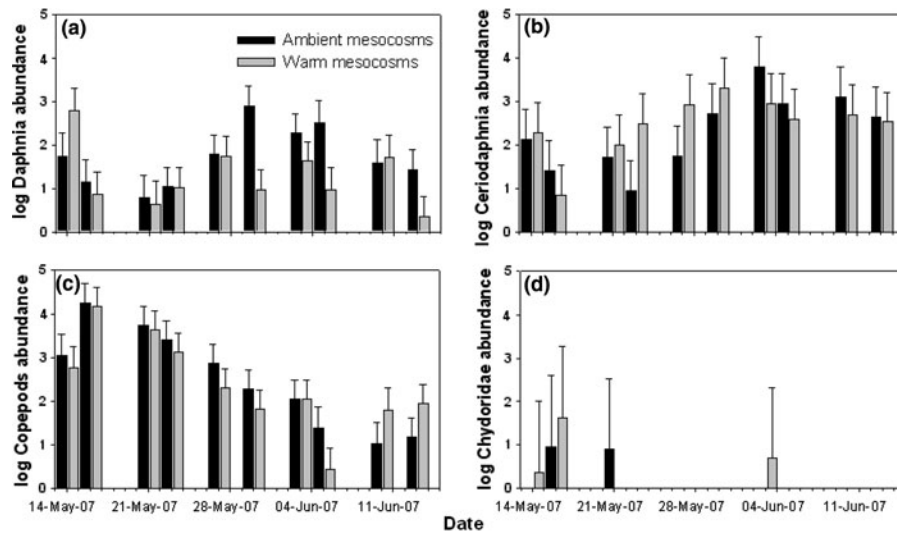 (a)
Ambient mesocosms
Warm mesocosms
log Daphnia abundance
5
4
3
2
1
0
(b)
log Ceriodaphnia abundance
5
4
3
2
1
0
(c)
log Copepods abundance
5
4
3
2
1
0
14-May-07 21-May-07 28-May-07 04-Jun-07 11-Jun-07
(d)
log Chydoridae abundance
5
4
3
2
1
0
14-May-07 21-May-07 28-May-07 04-Jun-07 11-Jun-07
Date